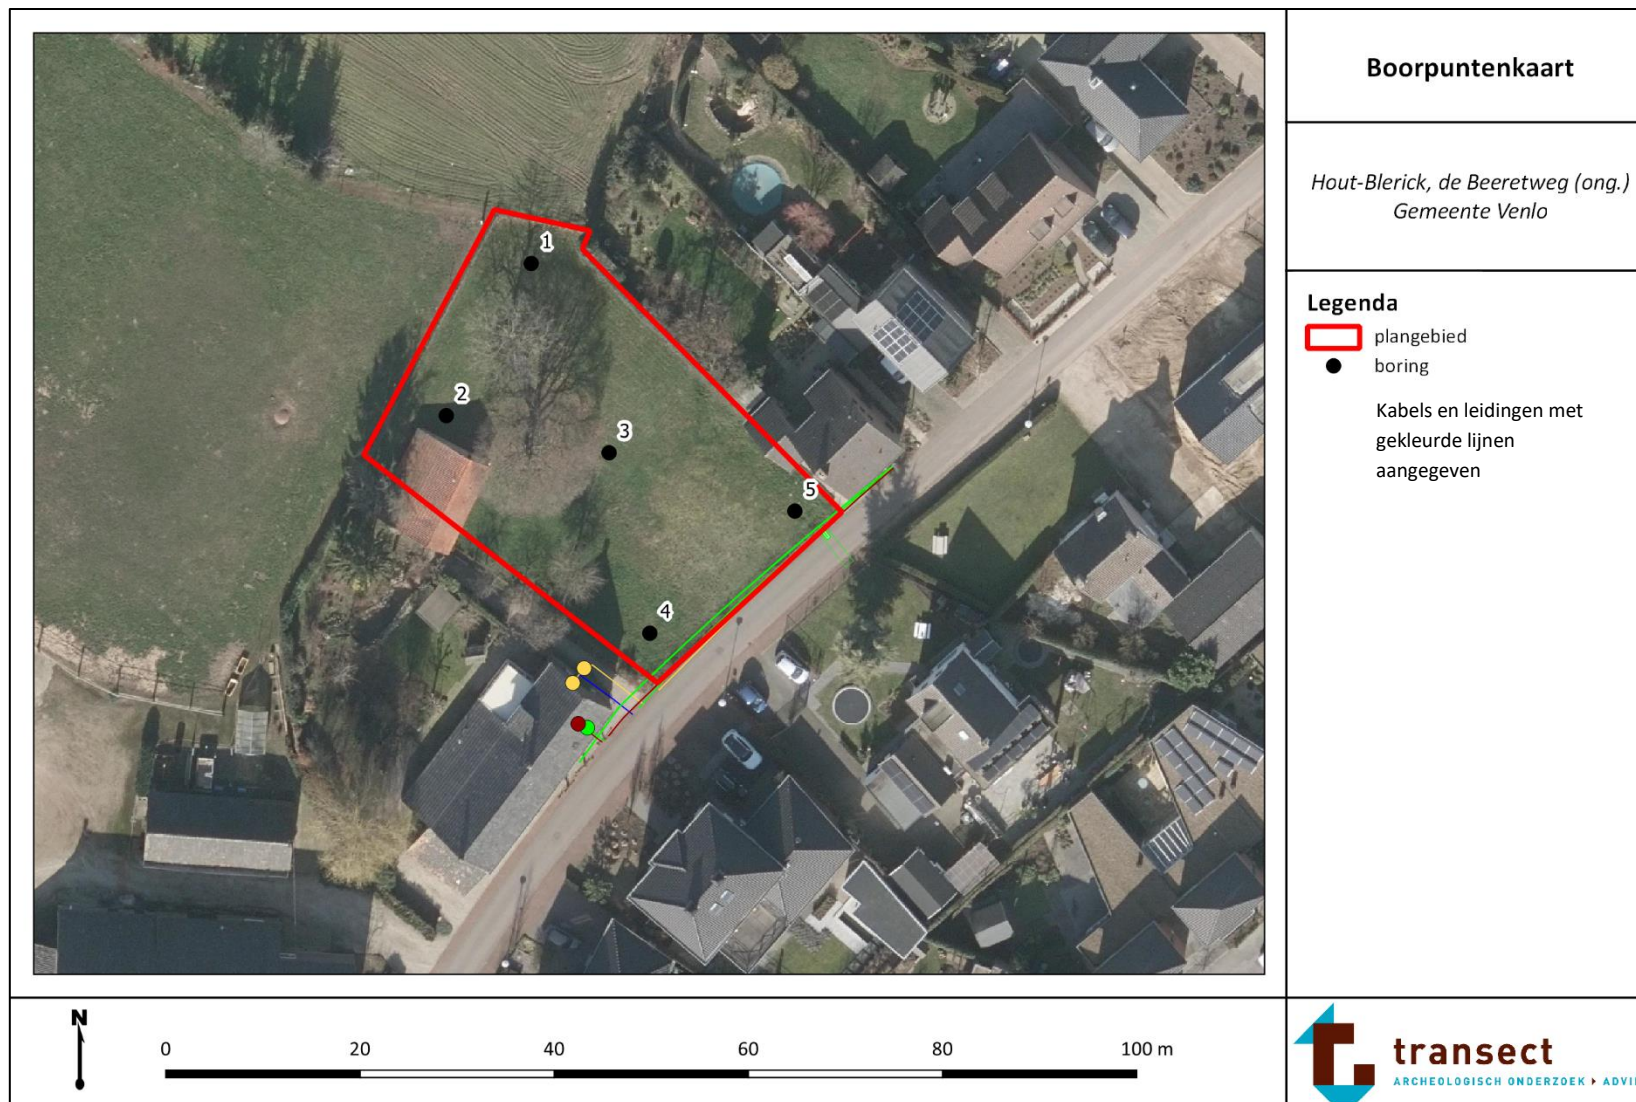 Boorpuntenkaart
Hout-Blerick, de Beeretweg (ong.)
Gemeente Venlo
Legenda
plangebied
boring
Kabels en leidingen met
gekleurde lijnen
aangegeven
1
2
3
5
4
N
0 20 40 60 80 100 m
transect
ARCHEOLOGISCH ONDERZOEK ▸ ADVI